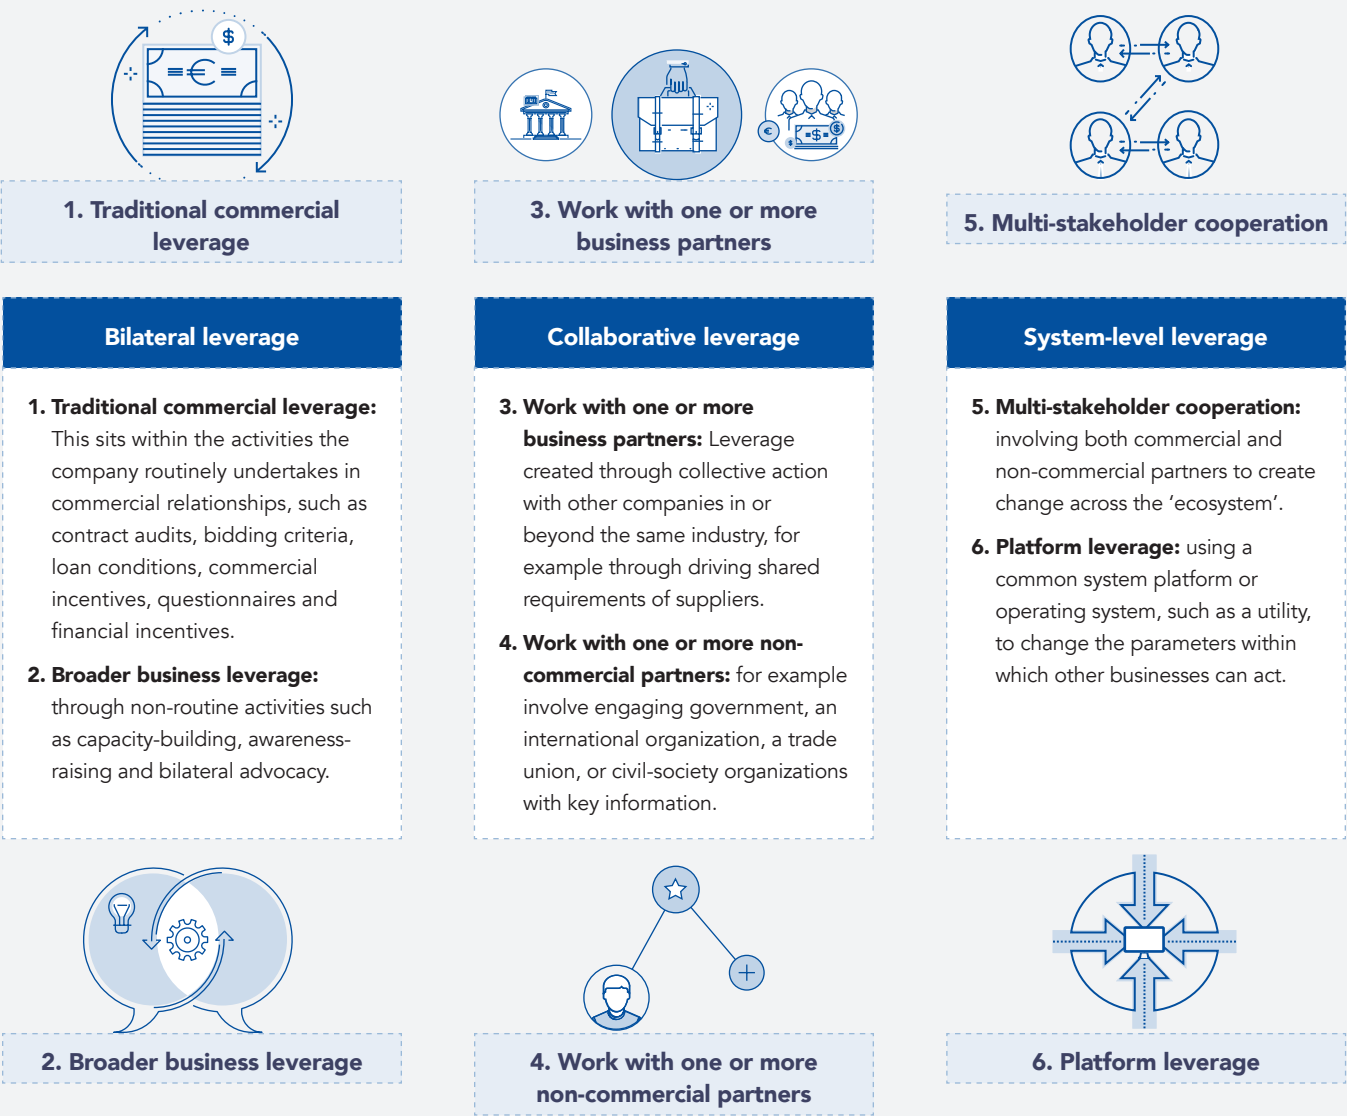 1. Traditional commercial
leverage
3. Work with one or more
business partners
5. Multi-stakeholder cooperation
Bilateral leverage
1. Traditional commercial leverage:
This sits within the activities the
company routinely undertakes in
commercial relationships, such as
contract audits, bidding criteria,
loan conditions, commercial
incentives, questionnaires and
financial incentives.
2. Broader business leverage:
through non-routine activities such
as capacity-building, awareness-
raising and bilateral advocacy.
Collaborative leverage
3. Work with one or more
business partners: Leverage
created through collective action
with other companies in or
beyond the same industry, for
example through driving shared
requirements of suppliers.
4. Work with one or more non-
commercial partners: for example
involve engaging government, an
international organization, a trade
union, or civil-society organizations
with key information.
System-level leverage
5. Multi-stakeholder cooperation:
involving both commercial and
non-commercial partners to create
change across the ‘ecosystem’.
6. Platform leverage: using a
common system platform or
operating system, such as a utility,
to change the parameters within
which other businesses can act.
2. Broader business leverage
4. Work with one or more
non-commercial partners
6. Platform leverage